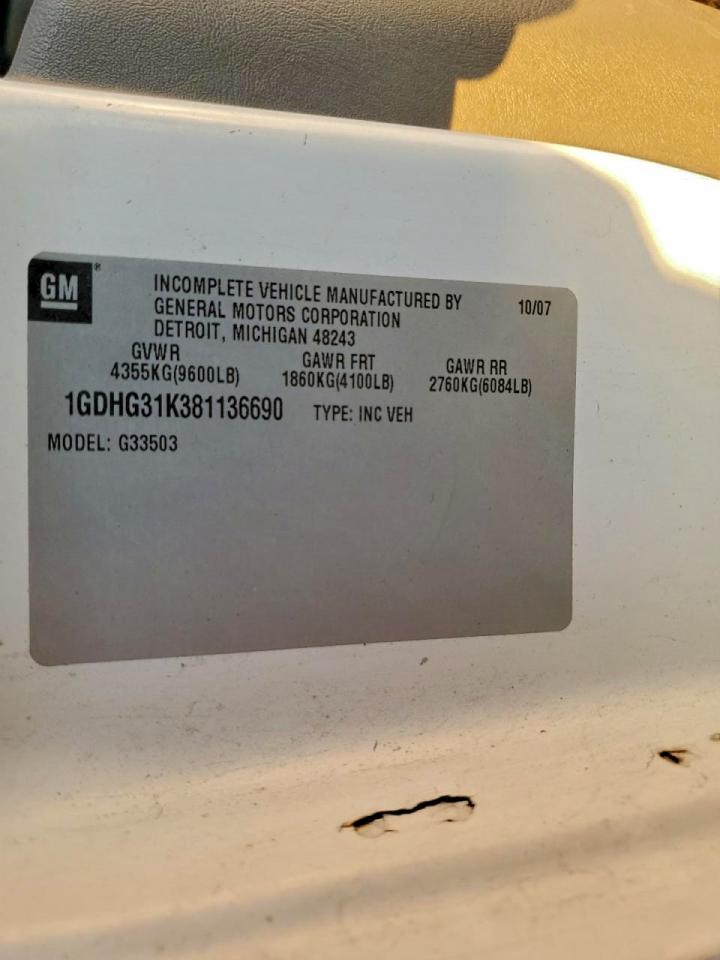 GM®
INCOMPLETE VEHICLE MANUFACTURED BY 10/07
GENERAL MOTORS CORPORATION
DETROIT, MICHIGAN 48243
GVWR GAWR FRT GAWR RR
4355KG(9600LB) 1860KG(4100LB) 2760KG(6084LB)
1GDHG31K381136690 TYPE: INC VEH
MODEL: G33503